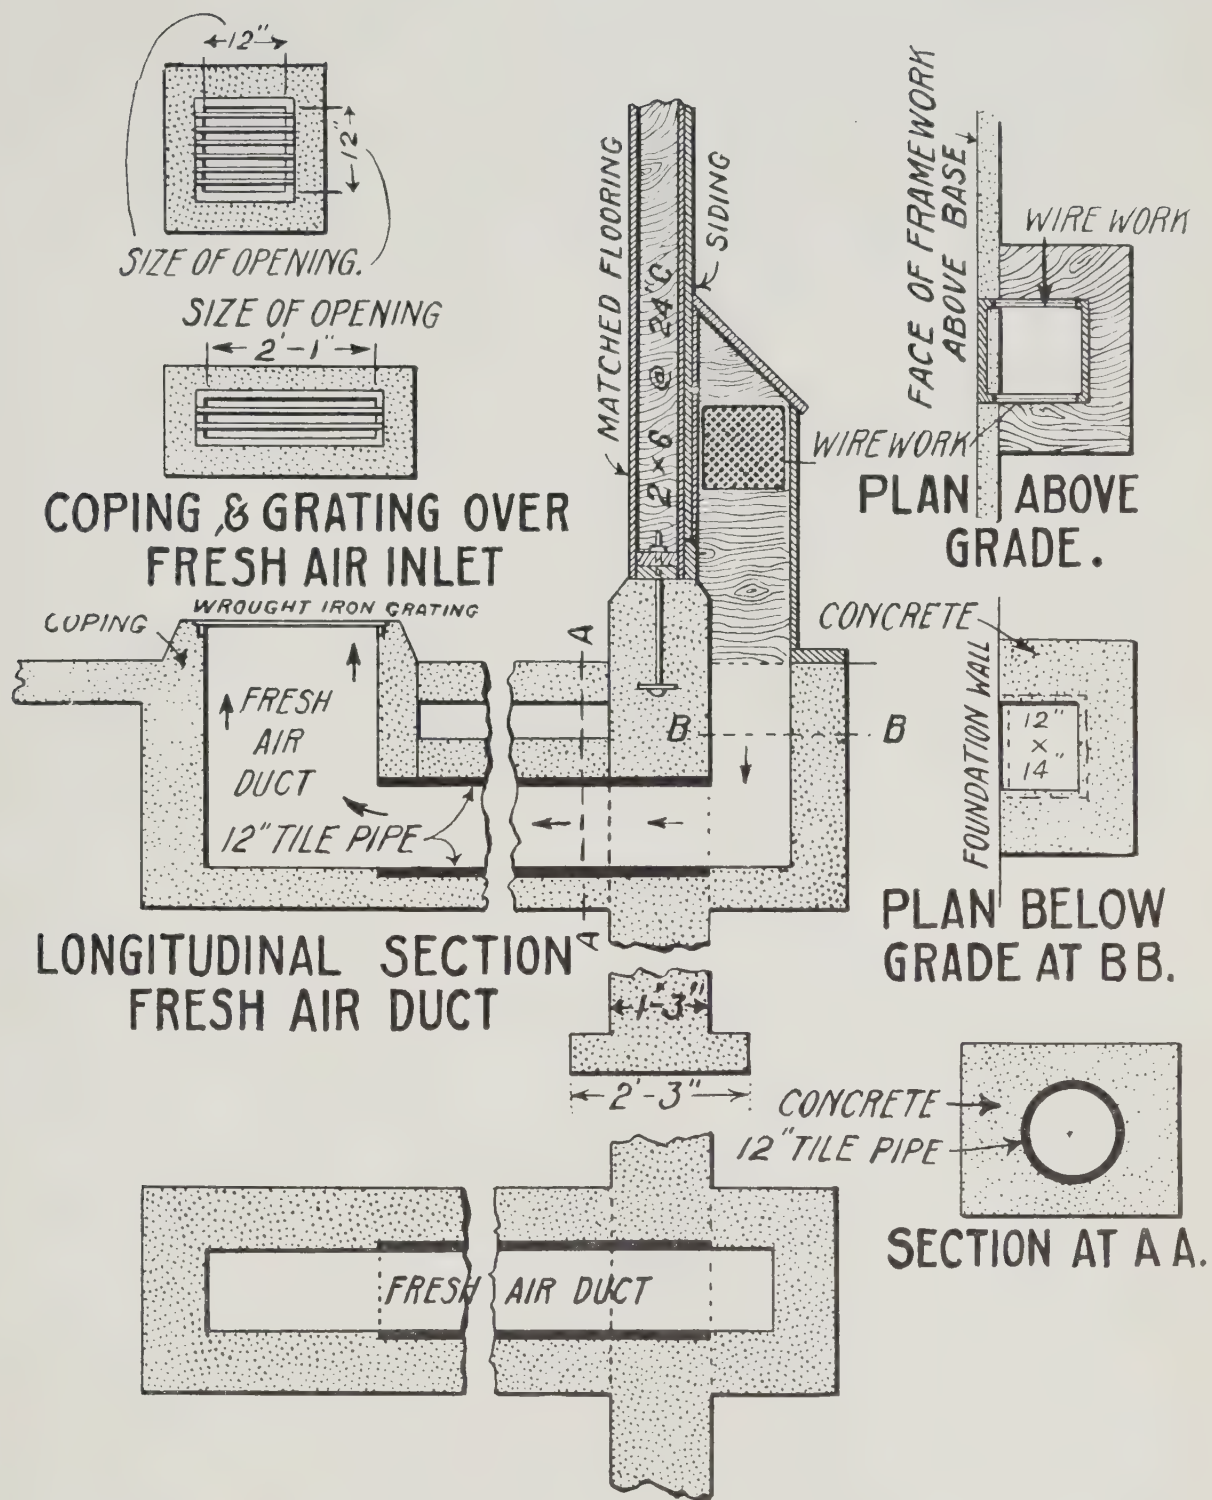 12"
12"
SIZE OF OPENING.
SIZE OF OPENING
2'-1"
COPING & GRATING OVER
FRESH AIR INLET
MATCHED FLOORING
SIDING
2×6 @ 24"C
WIRE WORK
FACE OF FRAMEWORK
ABOVE BASE
WIRE WORK
PLAN ABOVE
GRADE.
WROUGHT IRON GRATING
COPING
FRESH
AIR
DUCT
12" TILE PIPE
A
A
B
B
LONGITUDINAL SECTION
FRESH AIR DUCT
CONCRETE
FOUNDATION WALL
12"
×
14"
PLAN BELOW
GRADE AT BB.
1'-3"
2'-3"
CONCRETE
12" TILE PIPE
SECTION AT AA.
FRESH AIR DUCT